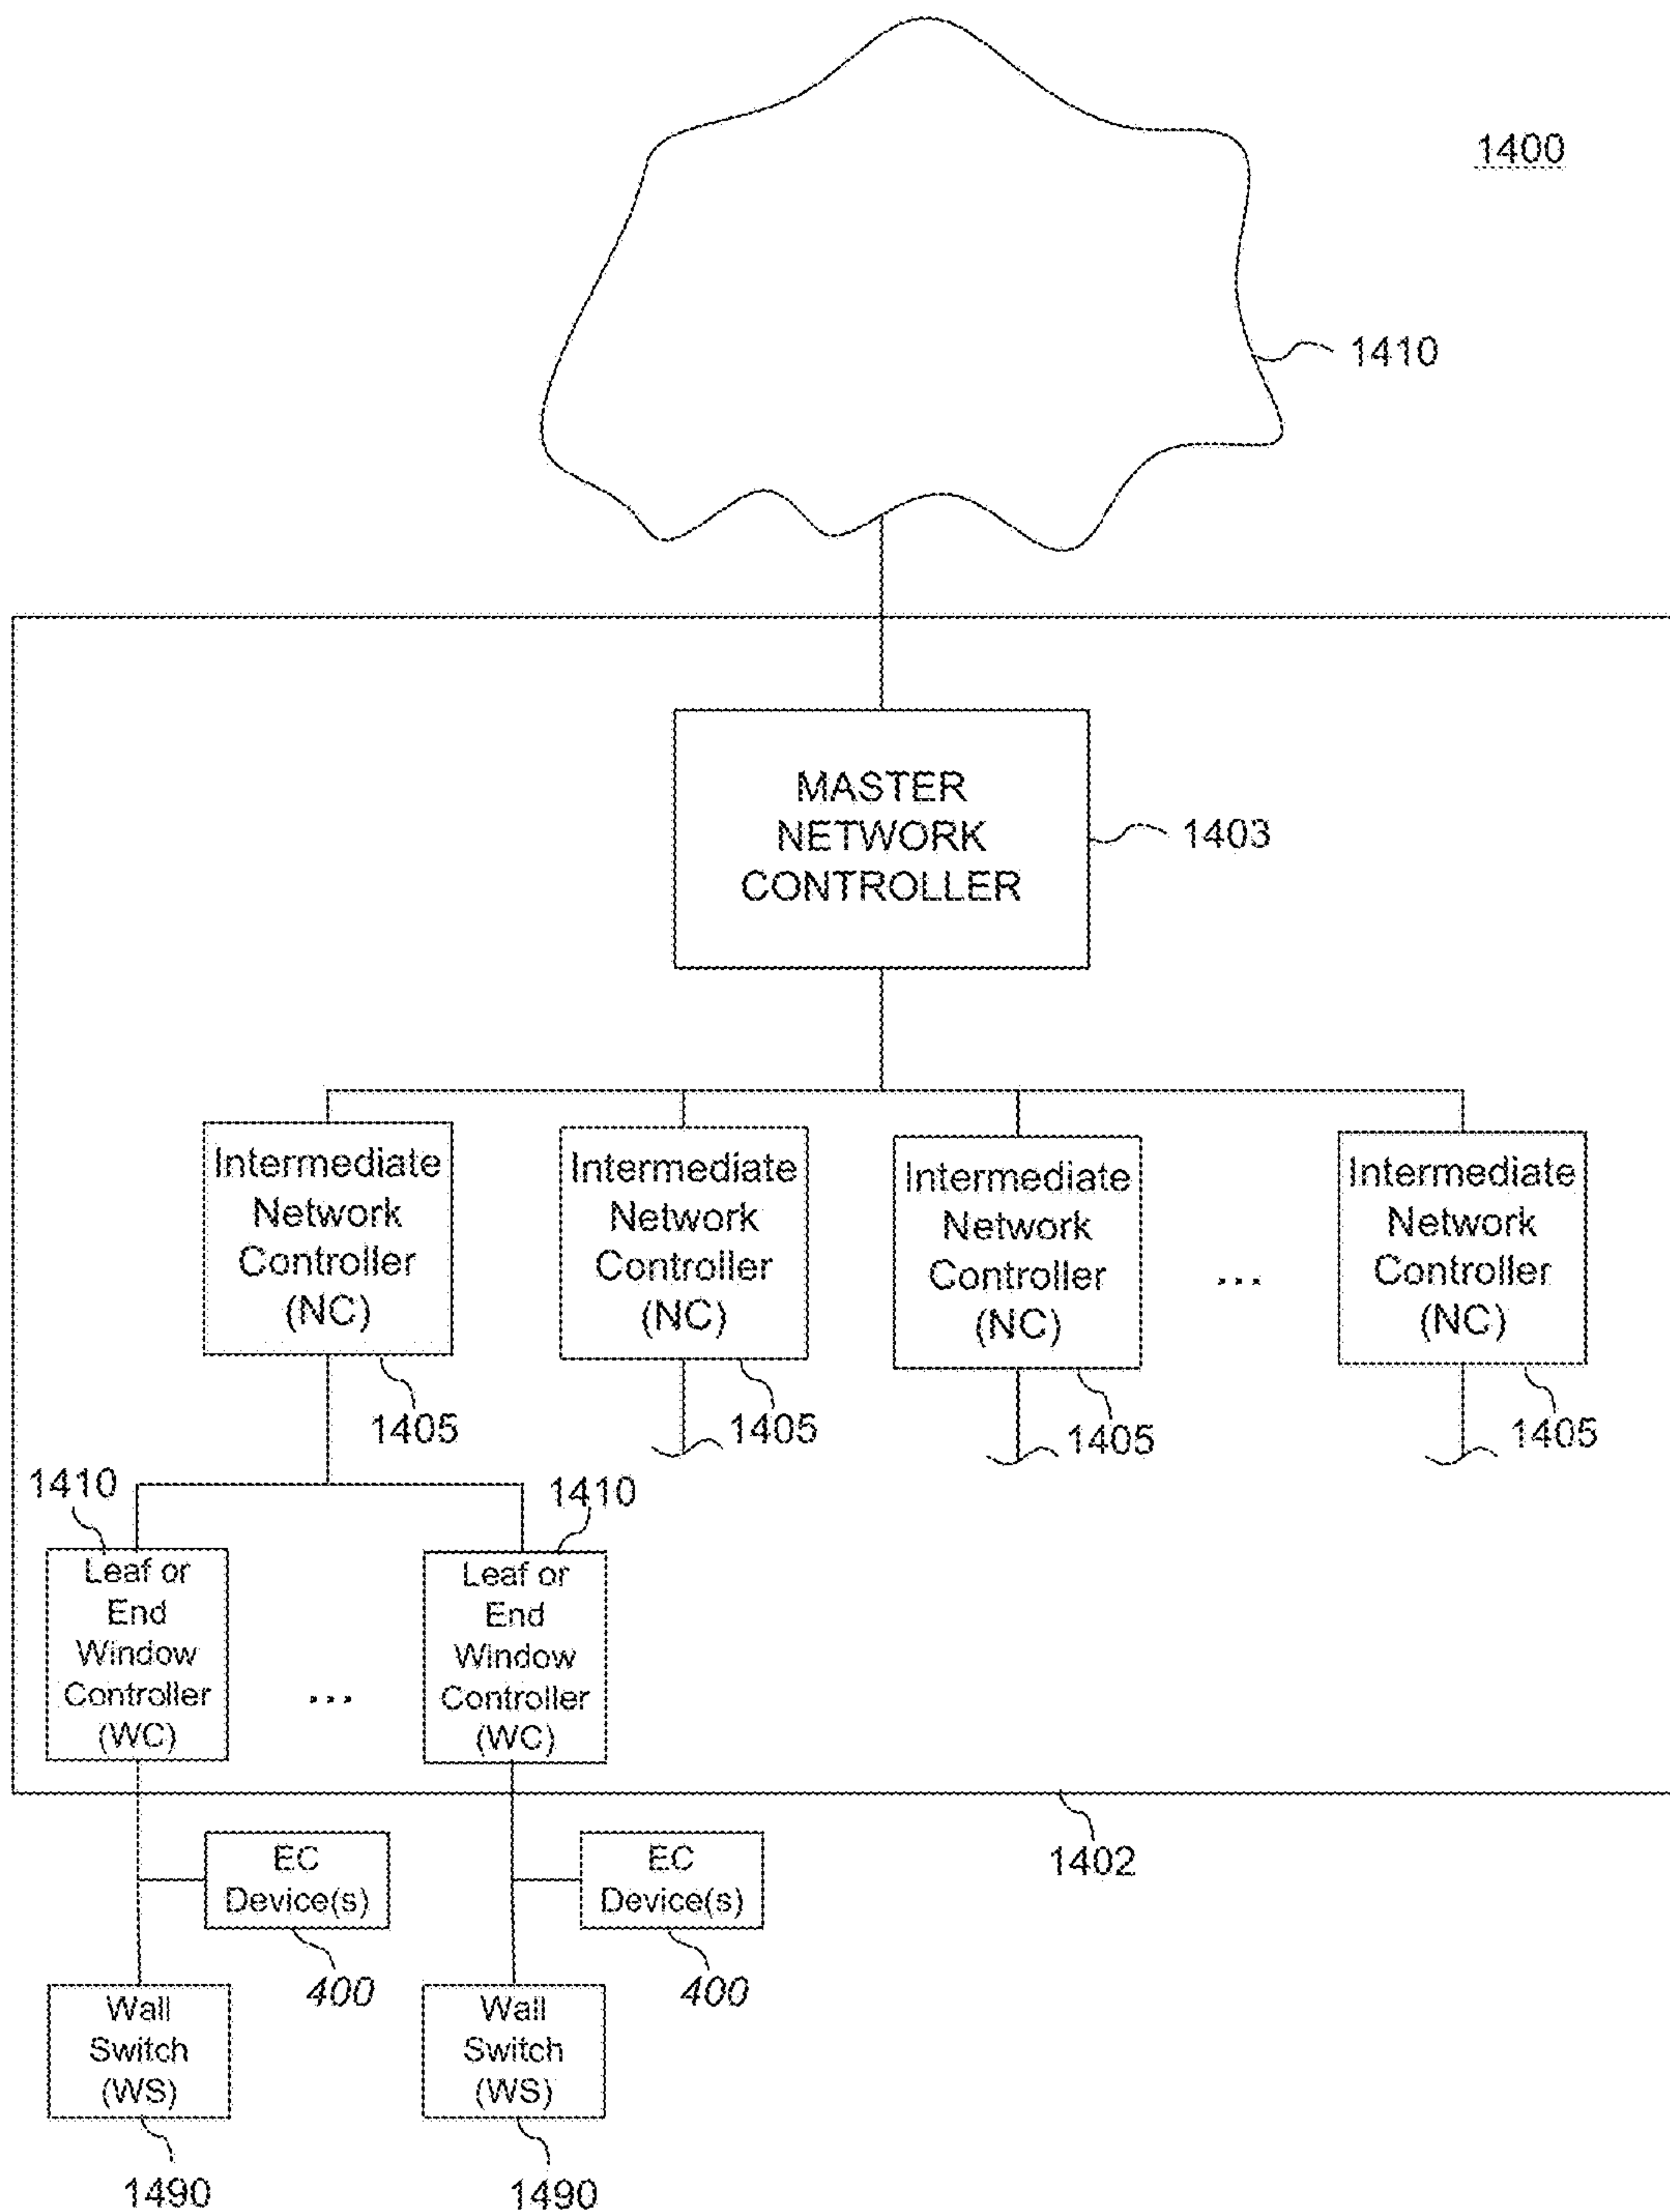 1400
1410
MASTER
NETWORK
CONTROLLER
1403
Intermediate
Network
Controller
(NC)
1405
Intermediate
Network
Controller
(NC)
1405
Intermediate
Network
Controller
(NC)
1405
...
Intermediate
Network
Controller
(NC)
1405
1410
Leaf or
End
Window
Controller
(WC)
...
1410
Leaf or
End
Window
Controller
(WC)
1402
EC
Device(s)
400
EC
Device(s)
400
Wall
Switch
(WS)
1490
Wall
Switch
(WS)
1490